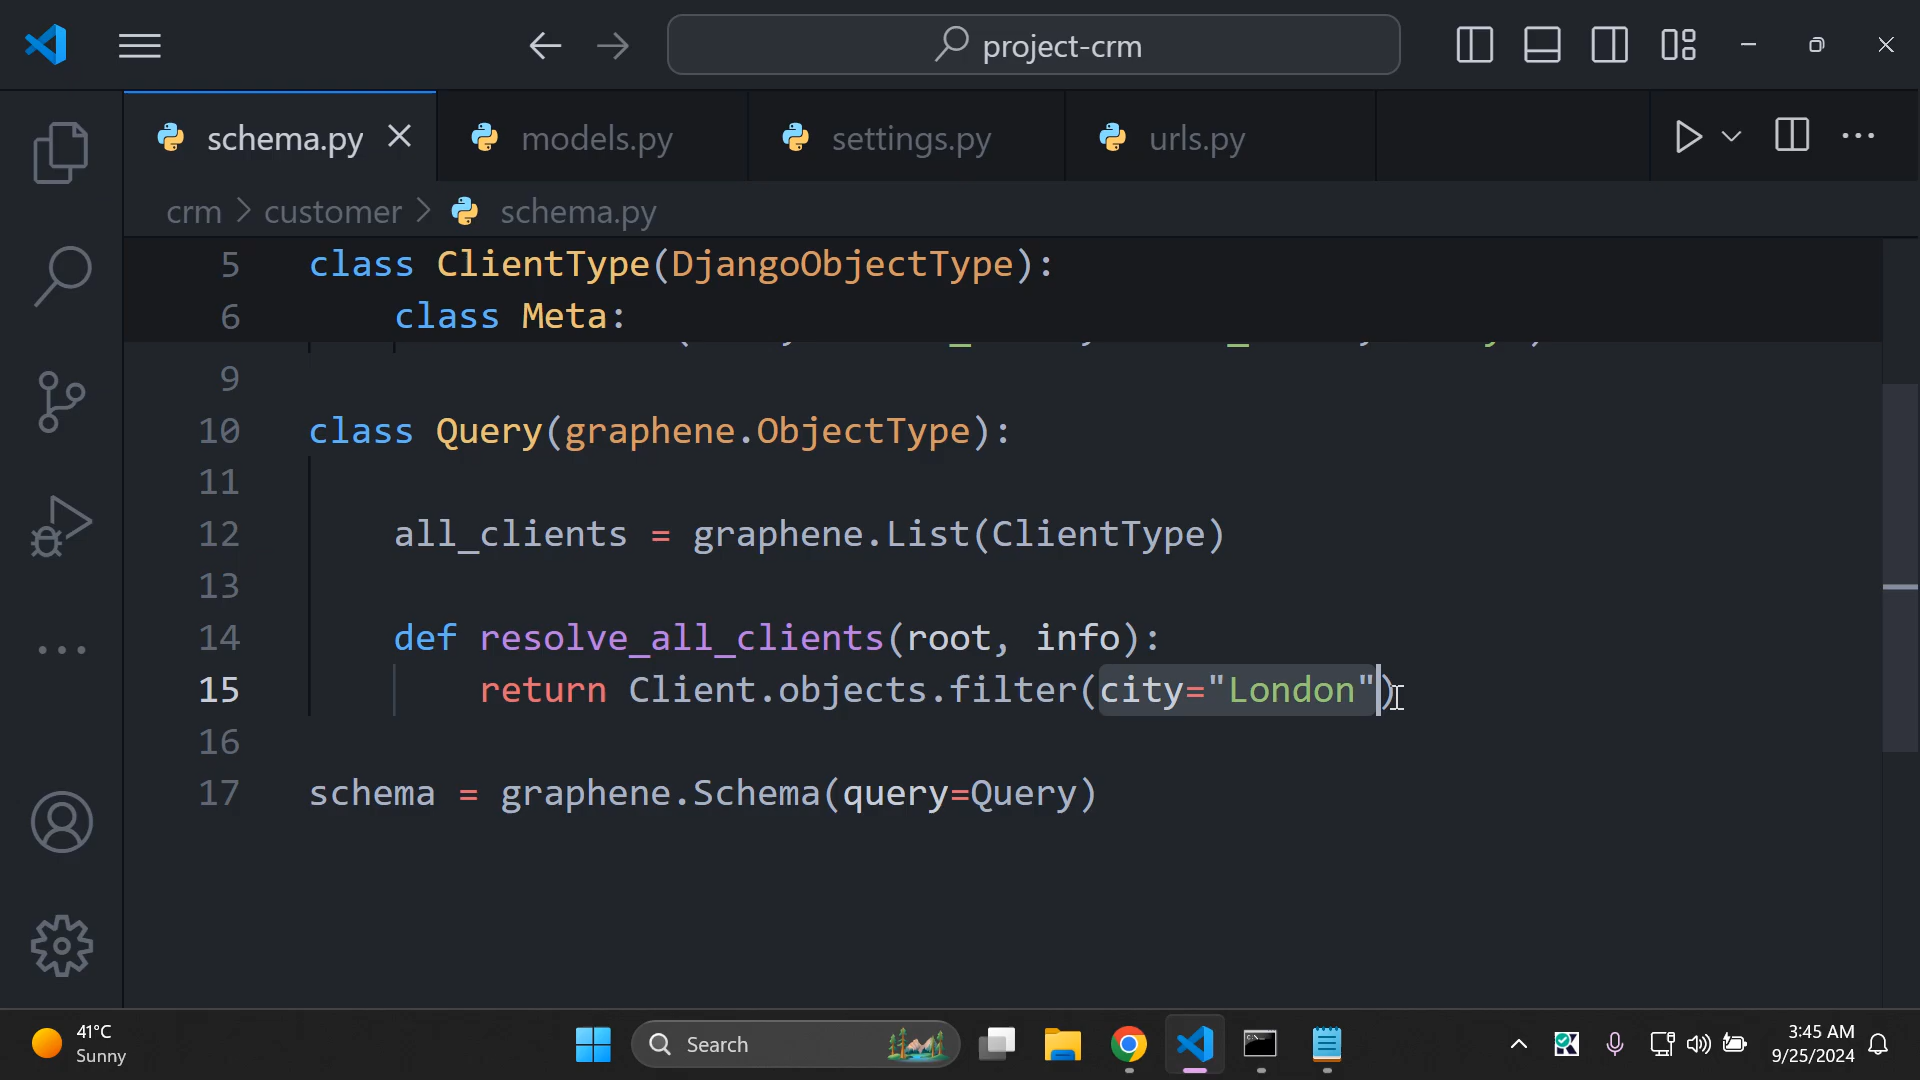 project-crm
schema.py
models.py
settings.py
urls.py
crm > customer > schema.py
5 class ClientType(DjangoObjectType):
6 class Meta:
9
10 class Query(graphene.ObjectType):
11
12 all_clients = graphene.List(ClientType)
13
14 def resolve_all_clients(root, info):
15 return Client.objects.filter(city="London")
16
17 schema = graphene.Schema(query=Query)
41°C
Sunny
Search
3:45 AM
9/25/2024